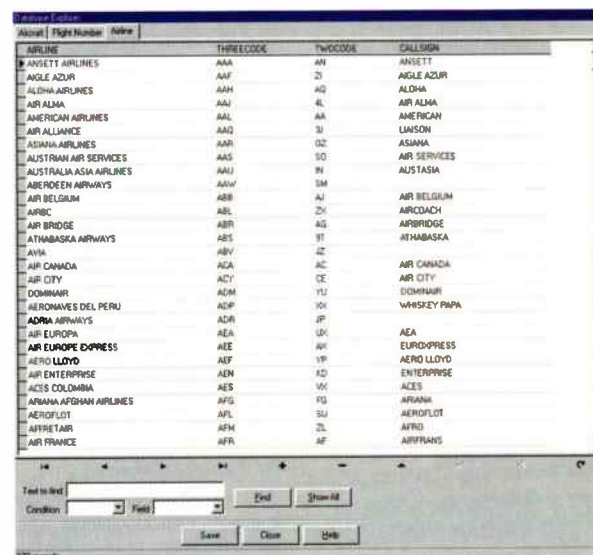 Database Explorer
Aircraft Flight Number Airline
AIRLINE THREECODE TWOCODE CALLSIGN
ANSETT AIRLINES AAA AN ANSETT
AIGLE AZUR AAF ZI AIGLE AZUR
ALOHA AIRLINES AAH AQ ALOHA
AIR ALMA AAJ 4L AIR ALMA
AMERICAN AIRLINES AAL AA AMERICAN
AIR ALLIANCE AAQ 3J LIAISON
ASIANA AIRLINES AAR OZ ASIANA
AUSTRIAN AIR SERVICES AAS SO AIR SERVICES
AUSTRALIA ASIA AIRLINES AAU IN AUSTASIA
ABERDEEN AIRWAYS AAW SM
AIR BELGIUM ABB AJ AIR BELGIUM
AIRBC ABL ZX AIRCOACH
AIR BRIDGE ABR AG AIRBRIDGE
ATHABASKA AIRWAYS ABS 9T ATHABASKA
AVIA ABV JZ
AIR CANADA ACA AC AIR CANADA
AIR CITY ACY CE AIR CITY
DOMINAIR ADM YU DOMINAIR
AERONAVES DEL PERU ADP XX WHISKEY PAPA
ADRIA AIRWAYS ADR JP
AIR EUROPA AEA UX AEA
AIR EUROPE EXPRESS AEE AX EUROXPRESS
AERO LLOYD AEF YP AERO LLOYD
AIR ENTERPRISE AEN XD ENTERPRISE
ACES COLOMBIA AES VX ACES
ARIANA AFGHAN AIRLINES AFG FG ARIANA
AEROFLOT AFL SU AEROFLOT
AFFRETAIR AFM ZL AFRO
AIR FRANCE AFR AF AIRFRANS
Text to find
Find Show All
Condition Field
Save Close Help